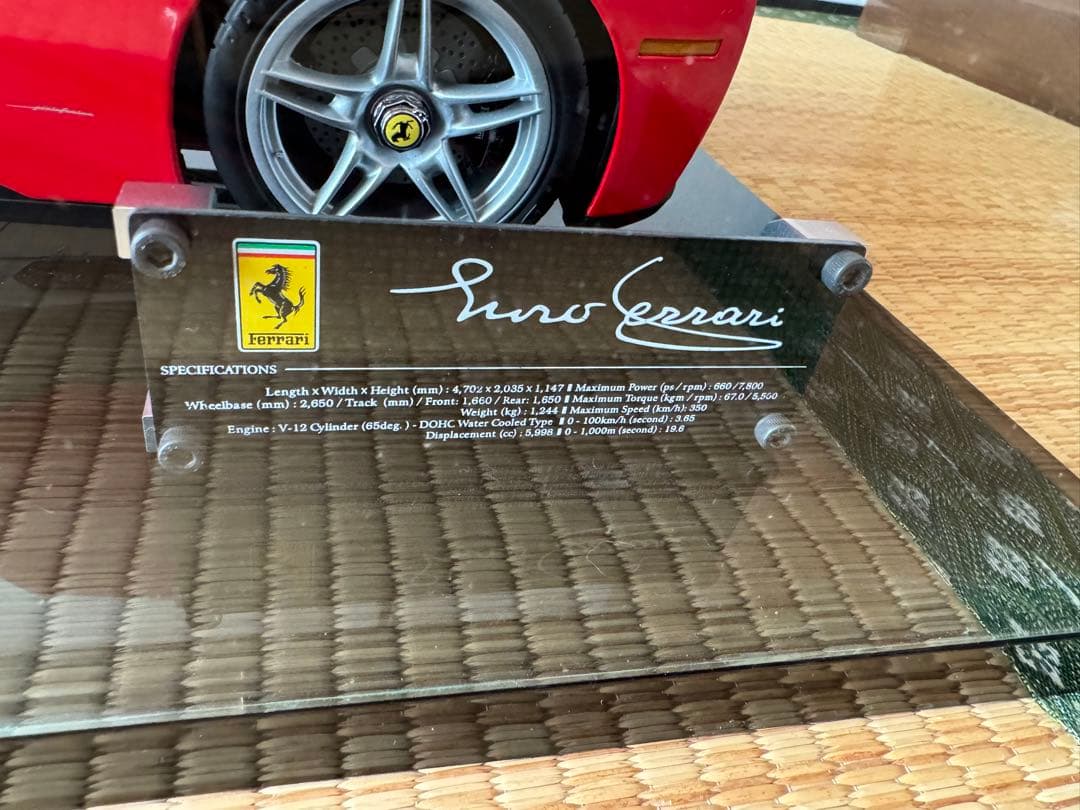 Ferrari
Enzo Ferrari
SPECIFICATIONS
Length x Width x Height (mm) : 4,702 x 2,035 x 1,147 ▮ Maximum Power (ps / rpm) : 660 /7,800
Wheelbase (mm) : 2,650 / Track (mm) / Front: 1,660 / Rear: 1,650 ▮ Maximum Torque (kgm / rpm) : 67.0 / 5,500
Weight (kg) : 1,244 ▮ Maximum Speed (km/h): 350
Engine : V-12 Cylinder (65deg. ) - DOHC Water Cooled Type ▮ 0 - 100km/h (second) : 3.65
Displacement (cc) : 5,998 ▮ 0 - 1,000m (second) : 19.6